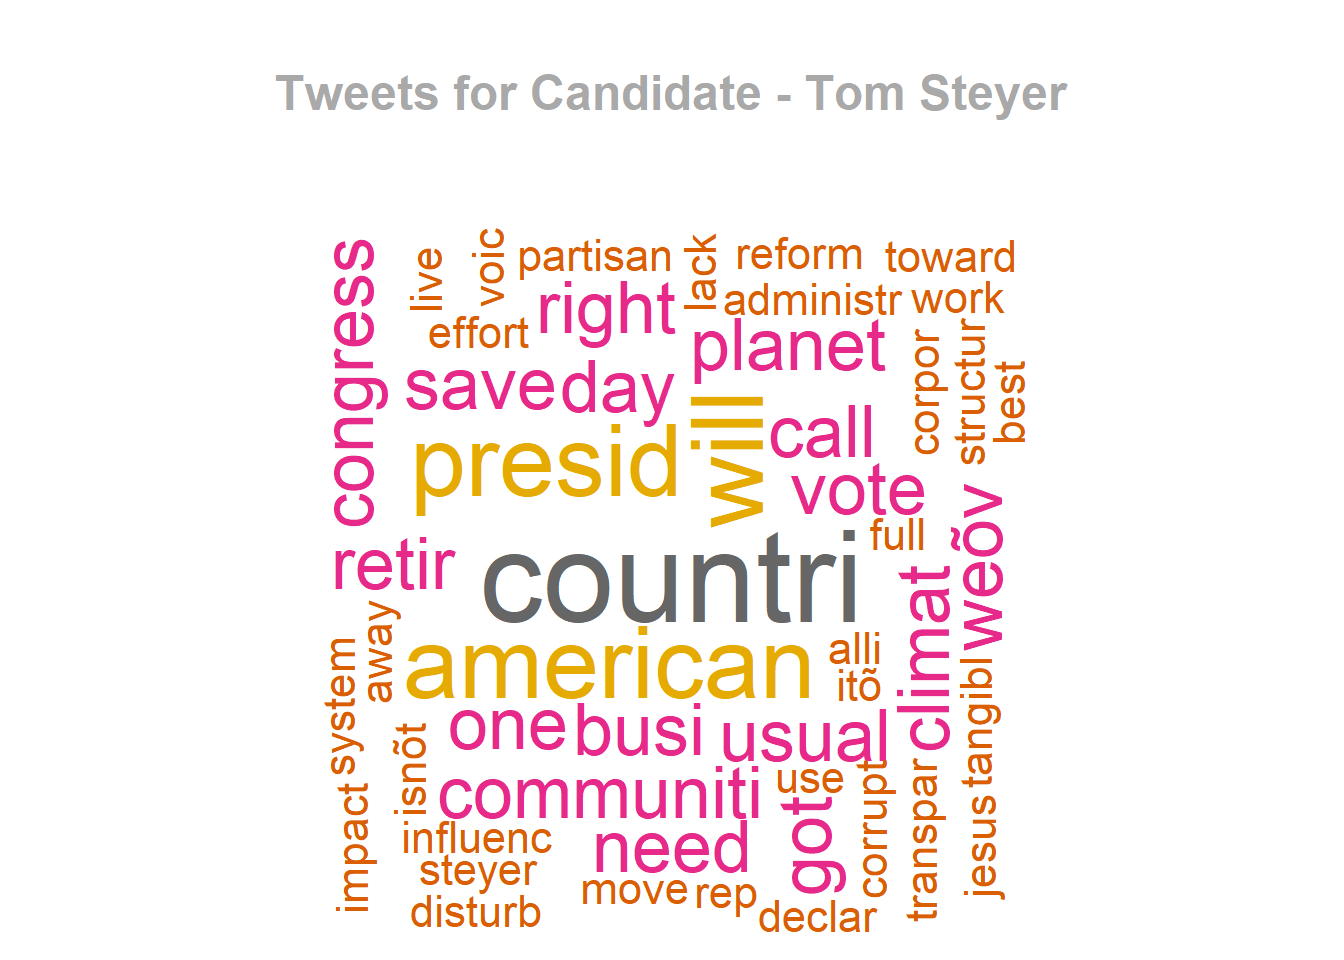 Tweets for Candidate - Tom Steyer
congress
live
voic
partisan
lack
reform
toward
effort
right
administr
work
planet
save
day
corpor
structur
best
presid
will
call
vote
weõv
retir
countri
full
climat
system
away
american
alli
itõ
tangibl
isnõt
one
busi
usual
impact
communiti
use
got
corrupt
transpar
jesus
influenc
need
steyer
move
rep
disturb
declar